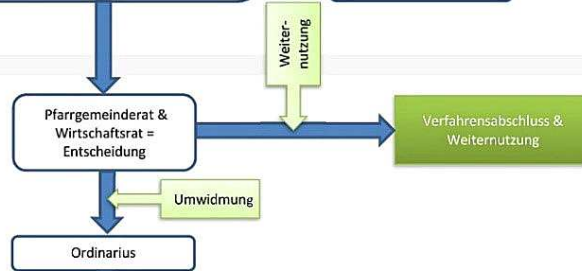 Weiter-
nutzung
Pfarrgemeinderat &
Wirtschaftsrat =
Entscheidung
Verfahrensabschluss &
Weiternutzung
Umwidmung
Ordinarius